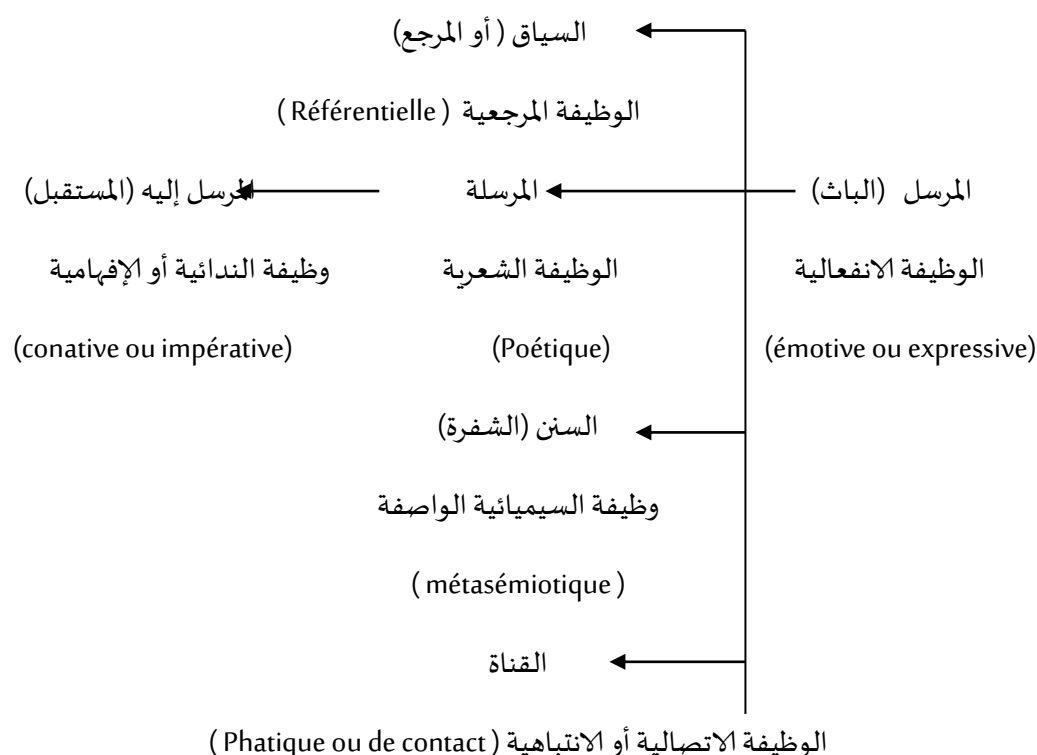 السياق ( أو المرجع)
الوظيفة المرجعية ( Référentielle )
المرسل (الباث) المرسلة المرسل إليه (المستقبل)
الوظيفة الانفعالية الوظيفة الشعرية وظيفة الندائية أو الإفهامية
(émotive ou expressive) (Poétique) (conative ou impérative)
السنن (الشفرة)
وظيفة السيميائية الواصفة
( métasémiotique )
القناة
الوظيفة الاتصالية أو الانتباهية ( Phatique ou de contact )